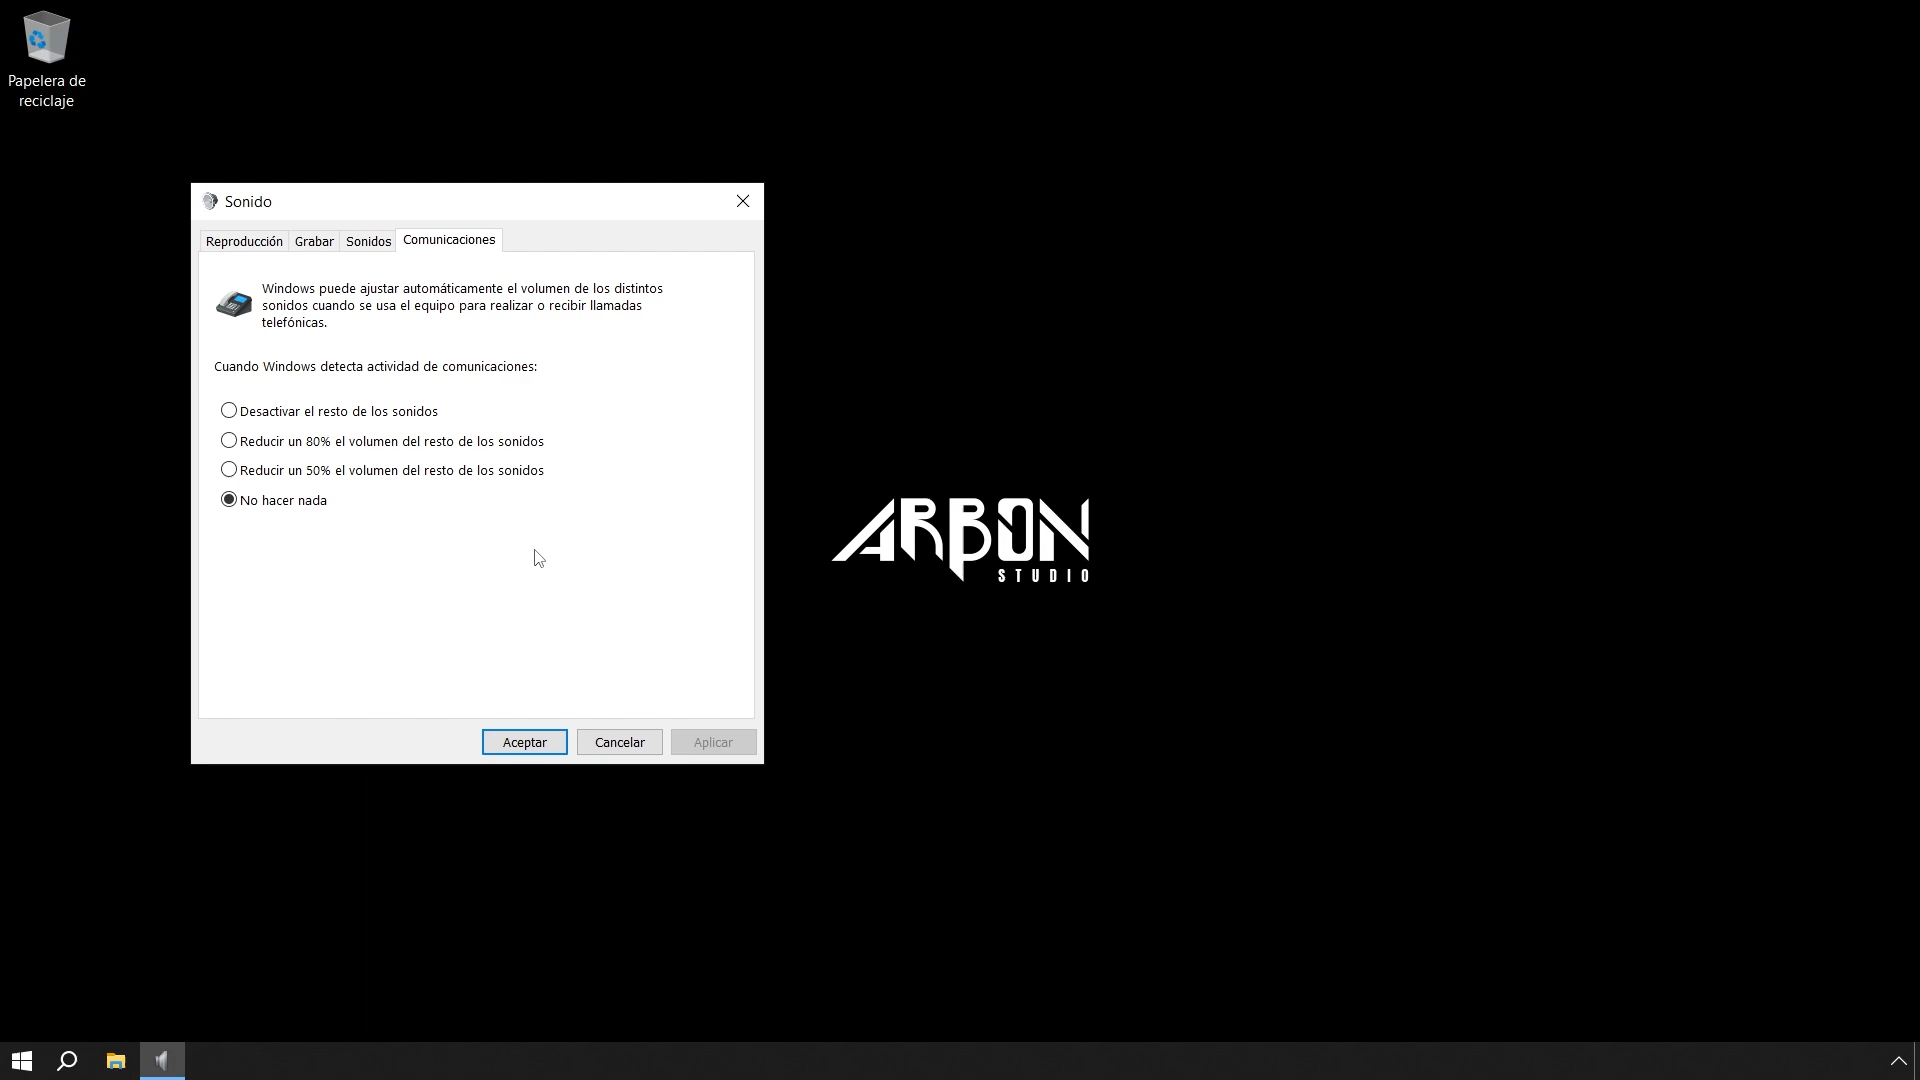 Papelera de
reciclaje
Sonido
Reproducción
Grabar
Sonidos
Comunicaciones
Windows puede ajustar automáticamente el volumen de los distintos
sonidos cuando se usa el equipo para realizar o recibir llamadas
telefónicas.
Cuando Windows detecta actividad de comunicaciones:
Desactivar el resto de los sonidos
Reducir un 80% el volumen del resto de los sonidos
Reducir un 50% el volumen del resto de los sonidos
No hacer nada
Aceptar
Cancelar
Aplicar
ARBON
STUDIO